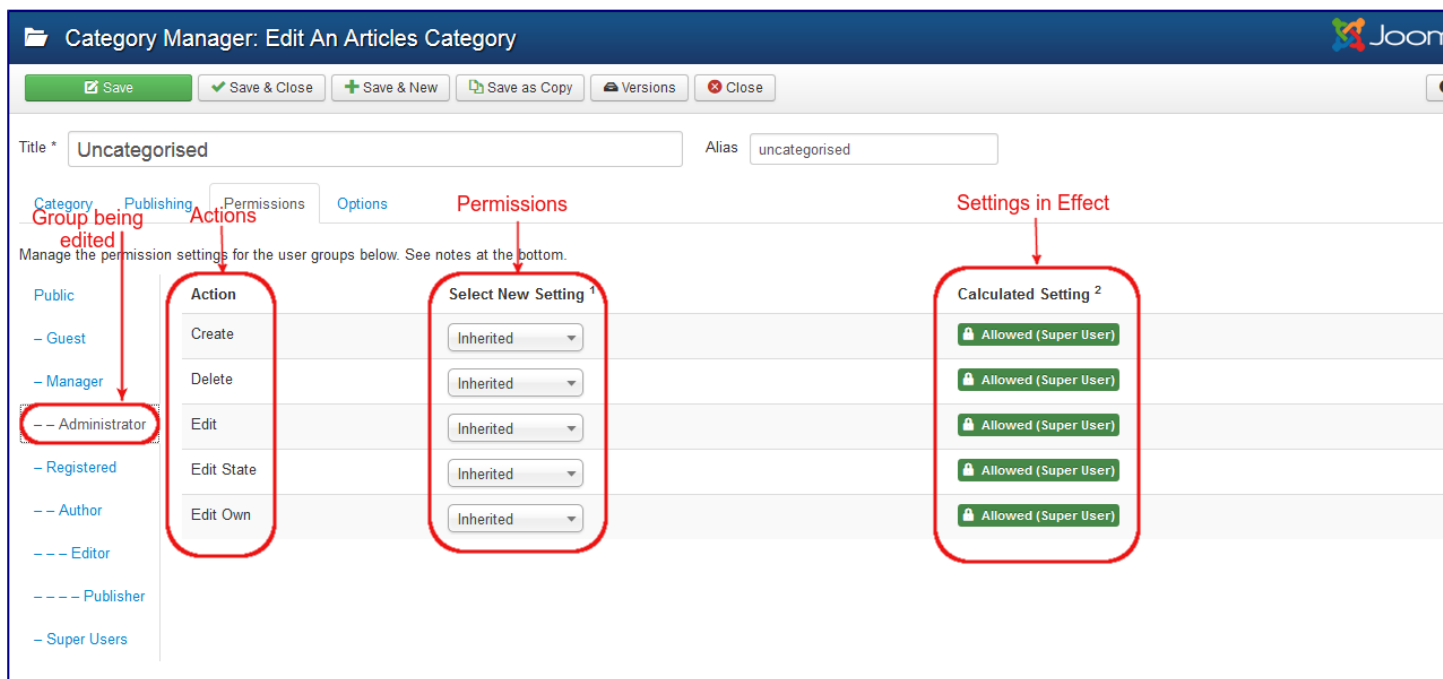 Category Manager: Edit An Articles Category
Joom
Save
Save & Close
Save & New
Save as Copy
Versions
Close
Title * Uncategorised
Alias uncategorised
Category Publishing Permissions Options
Group being
edited
Actions
Permissions
Settings in Effect
Manage the permission settings for the user groups below. See notes at the bottom.
Public
– Guest
– Manager
– – Administrator
– Registered
– – Author
– – – Editor
– – – – Publisher
– Super Users
Action Select New Setting 1 Calculated Setting 2
Create Inherited Allowed (Super User)
Delete Inherited Allowed (Super User)
Edit Inherited Allowed (Super User)
Edit State Inherited Allowed (Super User)
Edit Own Inherited Allowed (Super User)